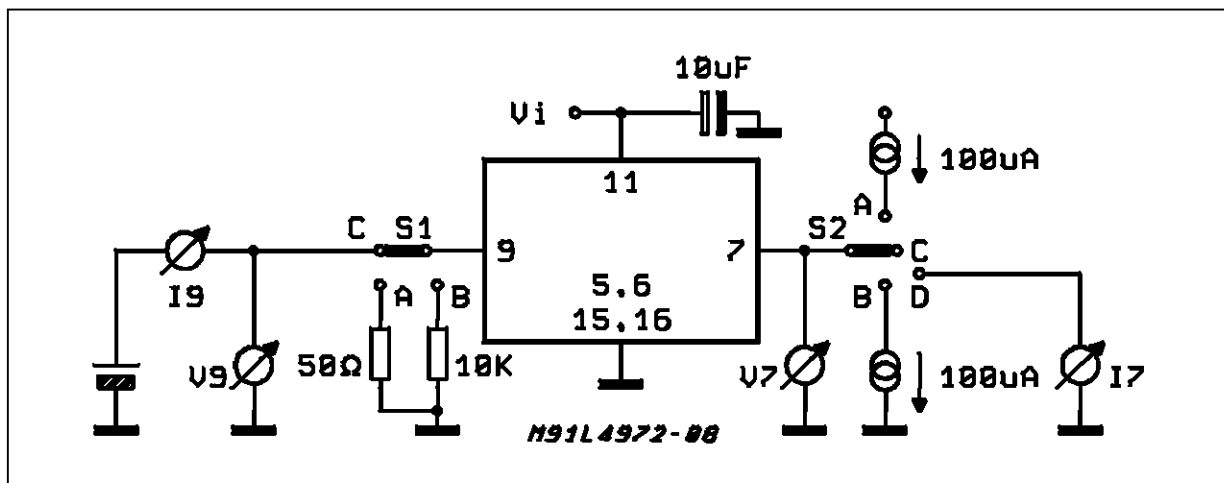 10uF
Vi
11
100uA
A
C S1
9
7
S2
C
I9
A
B
5.6
15.16
B D
V9
50Ω
10K
V7
100uA
I7
M91L4972-08